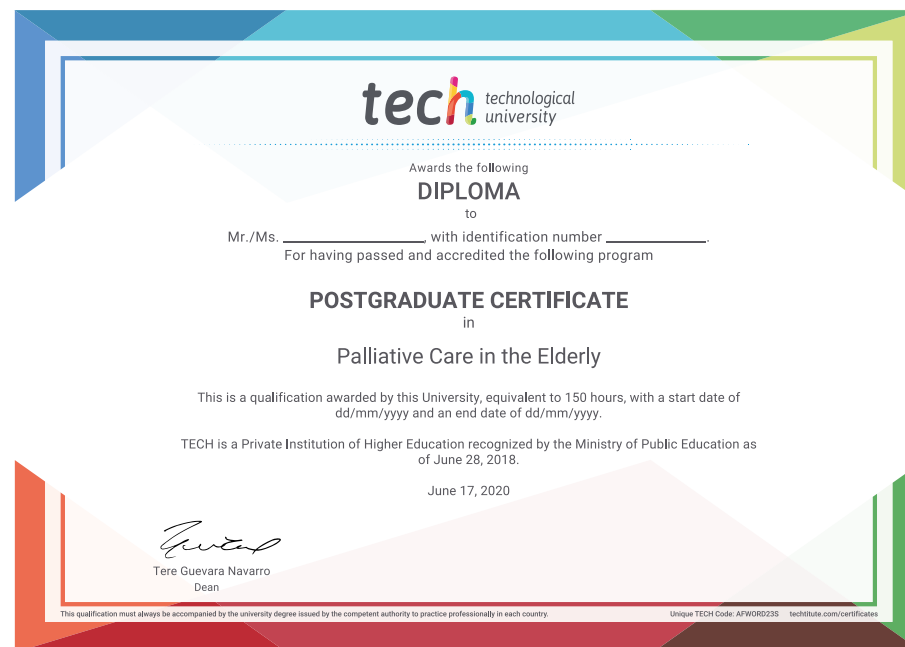 tech technological
university
Awards the following
DIPLOMA
to
Mr./Ms. ____________________, with identification number ______________.
For having passed and accredited the following program
POSTGRADUATE CERTIFICATE
in
Palliative Care in the Elderly
This is a qualification awarded by this University, equivalent to 150 hours, with a start date of
dd/mm/yyyy and an end date of dd/mm/yyyy.
TECH is a Private Institution of Higher Education recognized by the Ministry of Public Education as
of June 28, 2018.
June 17, 2020
Tere Guevara Navarro
Dean
This qualification must always be accompanied by the university degree issued by the competent authority to practice professionally in each country.
Unique TECH Code: AFWORD23S techtitute.com/certificates